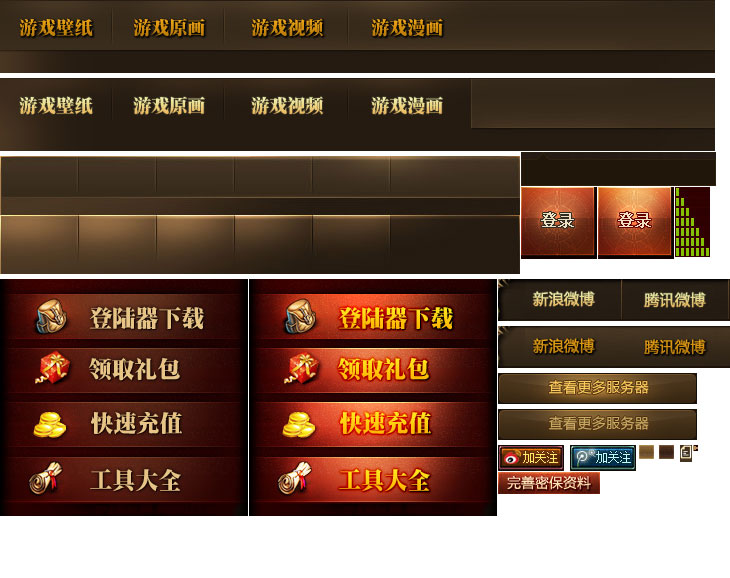 游戏壁纸 游戏原画 游戏视频 游戏漫画
游戏壁纸 游戏原画 游戏视频 游戏漫画
登录 登录
登陆器下载 登陆器下载
领取礼包 领取礼包
快速充值 快速充值
工具大全 工具大全
新浪微博 腾讯微博
新浪微博 腾讯微博
查看更多服务器
查看更多服务器
加关注 加关注
完善密保资料